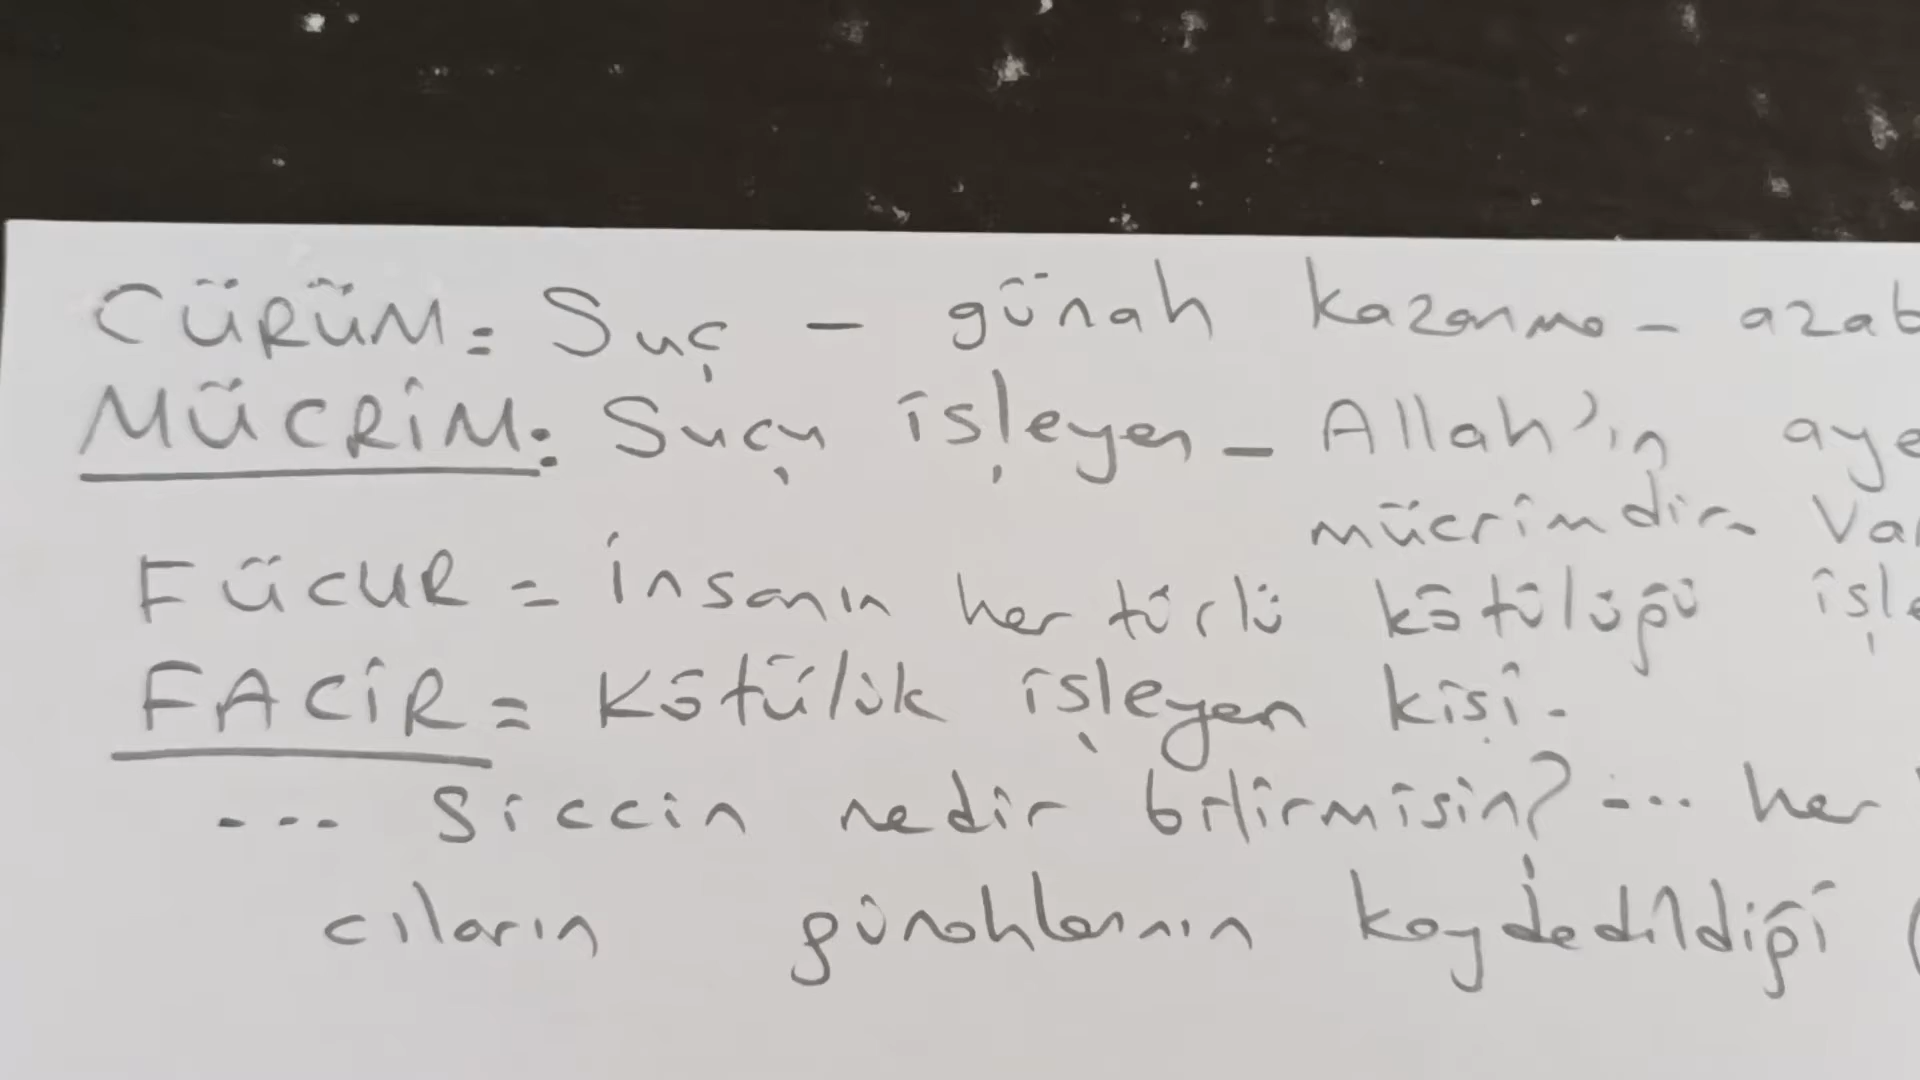 CÜRÜM: Suç - günah kazanma - azab
MÜCRİM: Suçu işleyen - Allah'ın aye
mücrimdir. Var
FÜCUR = İnsanın her türlü kötülüğü işle
FACİR = Kötülük işleyen kişi.
... Siccin nedir bilirmisin? ... her
cıların günahlarının kaydedildiği (